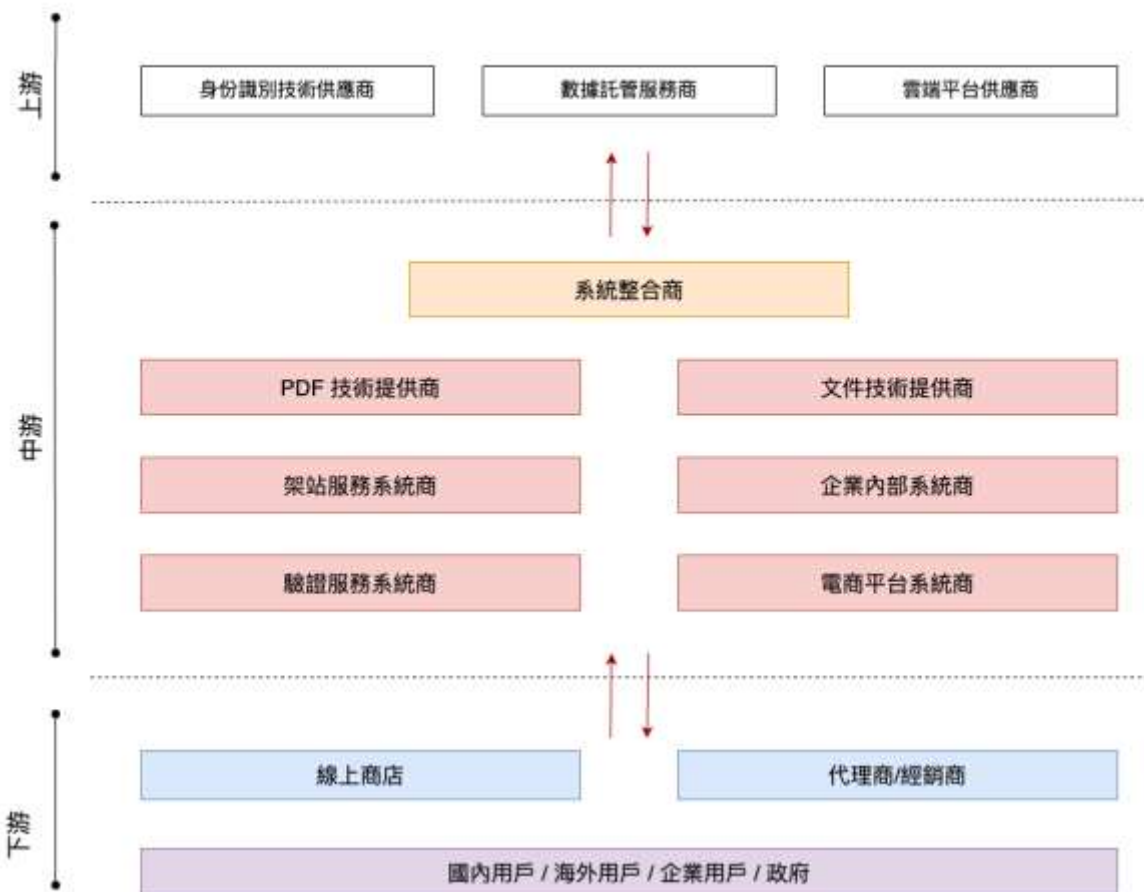 上游
身份識別技術供應商
數據託管服務商
雲端平台供應商
中游
系統整合商
PDF 技術提供商
文件技術提供商
架站服務系統商
企業內部系統商
驗證服務系統商
電商平台系統商
下游
線上商店
代理商/經銷商
國內用戶 / 海外用戶 / 企業用戶 / 政府